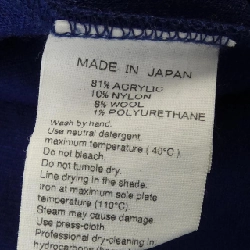 MADE IN JAPAN
81% ACRYLIC
10% NYLON
8% WOOL
1% POLYURETHANE
Wash by hand.
Use neutral detergent
maximum temperature (40°C)
Do not bleach.
Do not tumble dry.
Line drying in the shade.
Iron at maximum sole plate
temperature (110°C)
Steam may cause damage
Use press-cloth
Professional dry-cleaning in
hydrocarbons